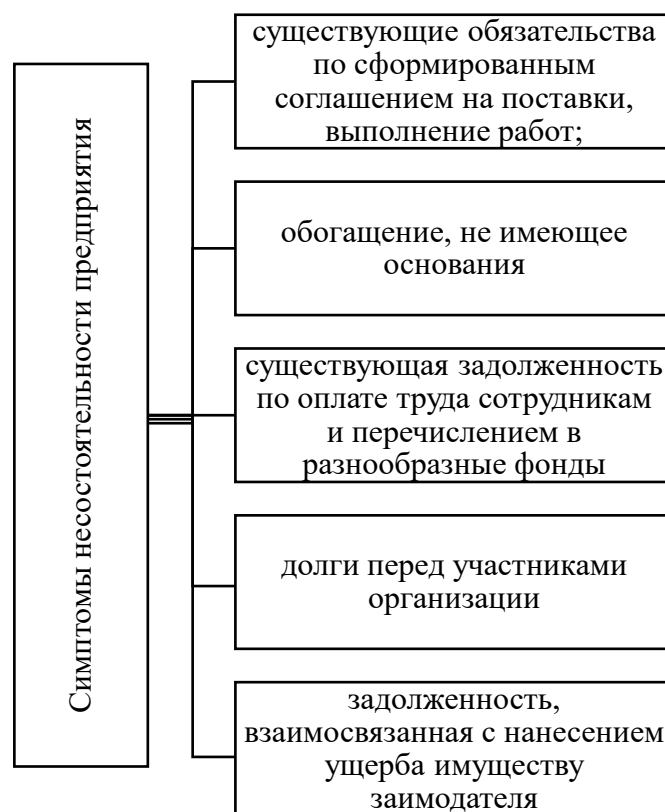 Симптомы несостоятельности предприятия
существующие обязательства
по сформированным
соглашением на поставки,
выполнение работ;
обогащение, не имеющее
основания
существующая задолженность
по оплате труда сотрудникам
и перечислением в
разнообразные фонды
долги перед участниками
организации
задолженность,
взаимосвязанная с нанесением
ущерба имуществу
заимодателя